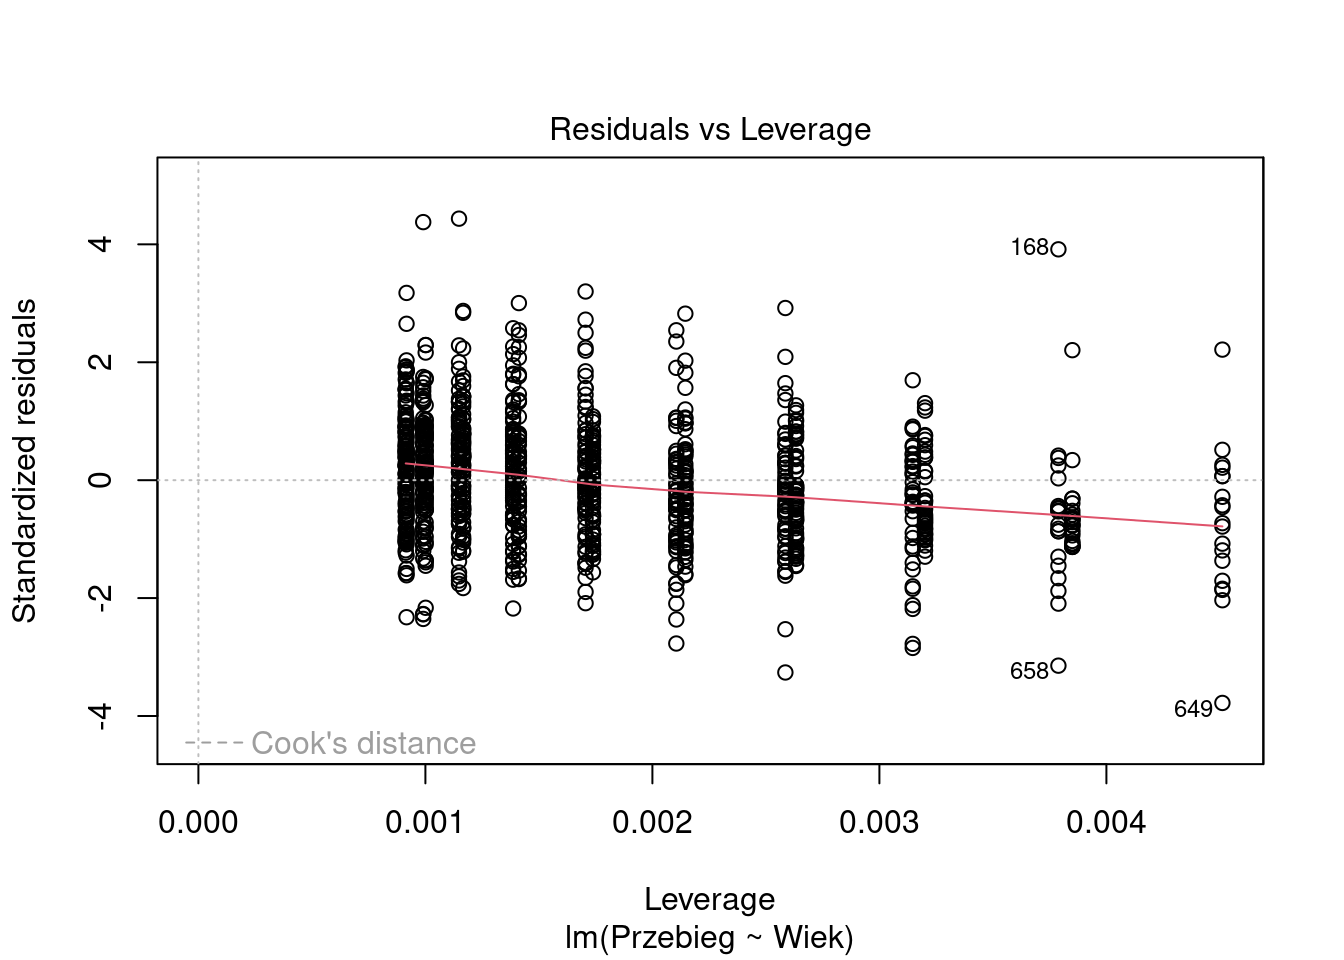 Residuals vs Leverage
Standardized residuals
4
2
0
-2
-4
168
658
649
Cook's distance
0.000 0.001 0.002 0.003 0.004
Leverage
lm(Przebieg ~ Wiek)